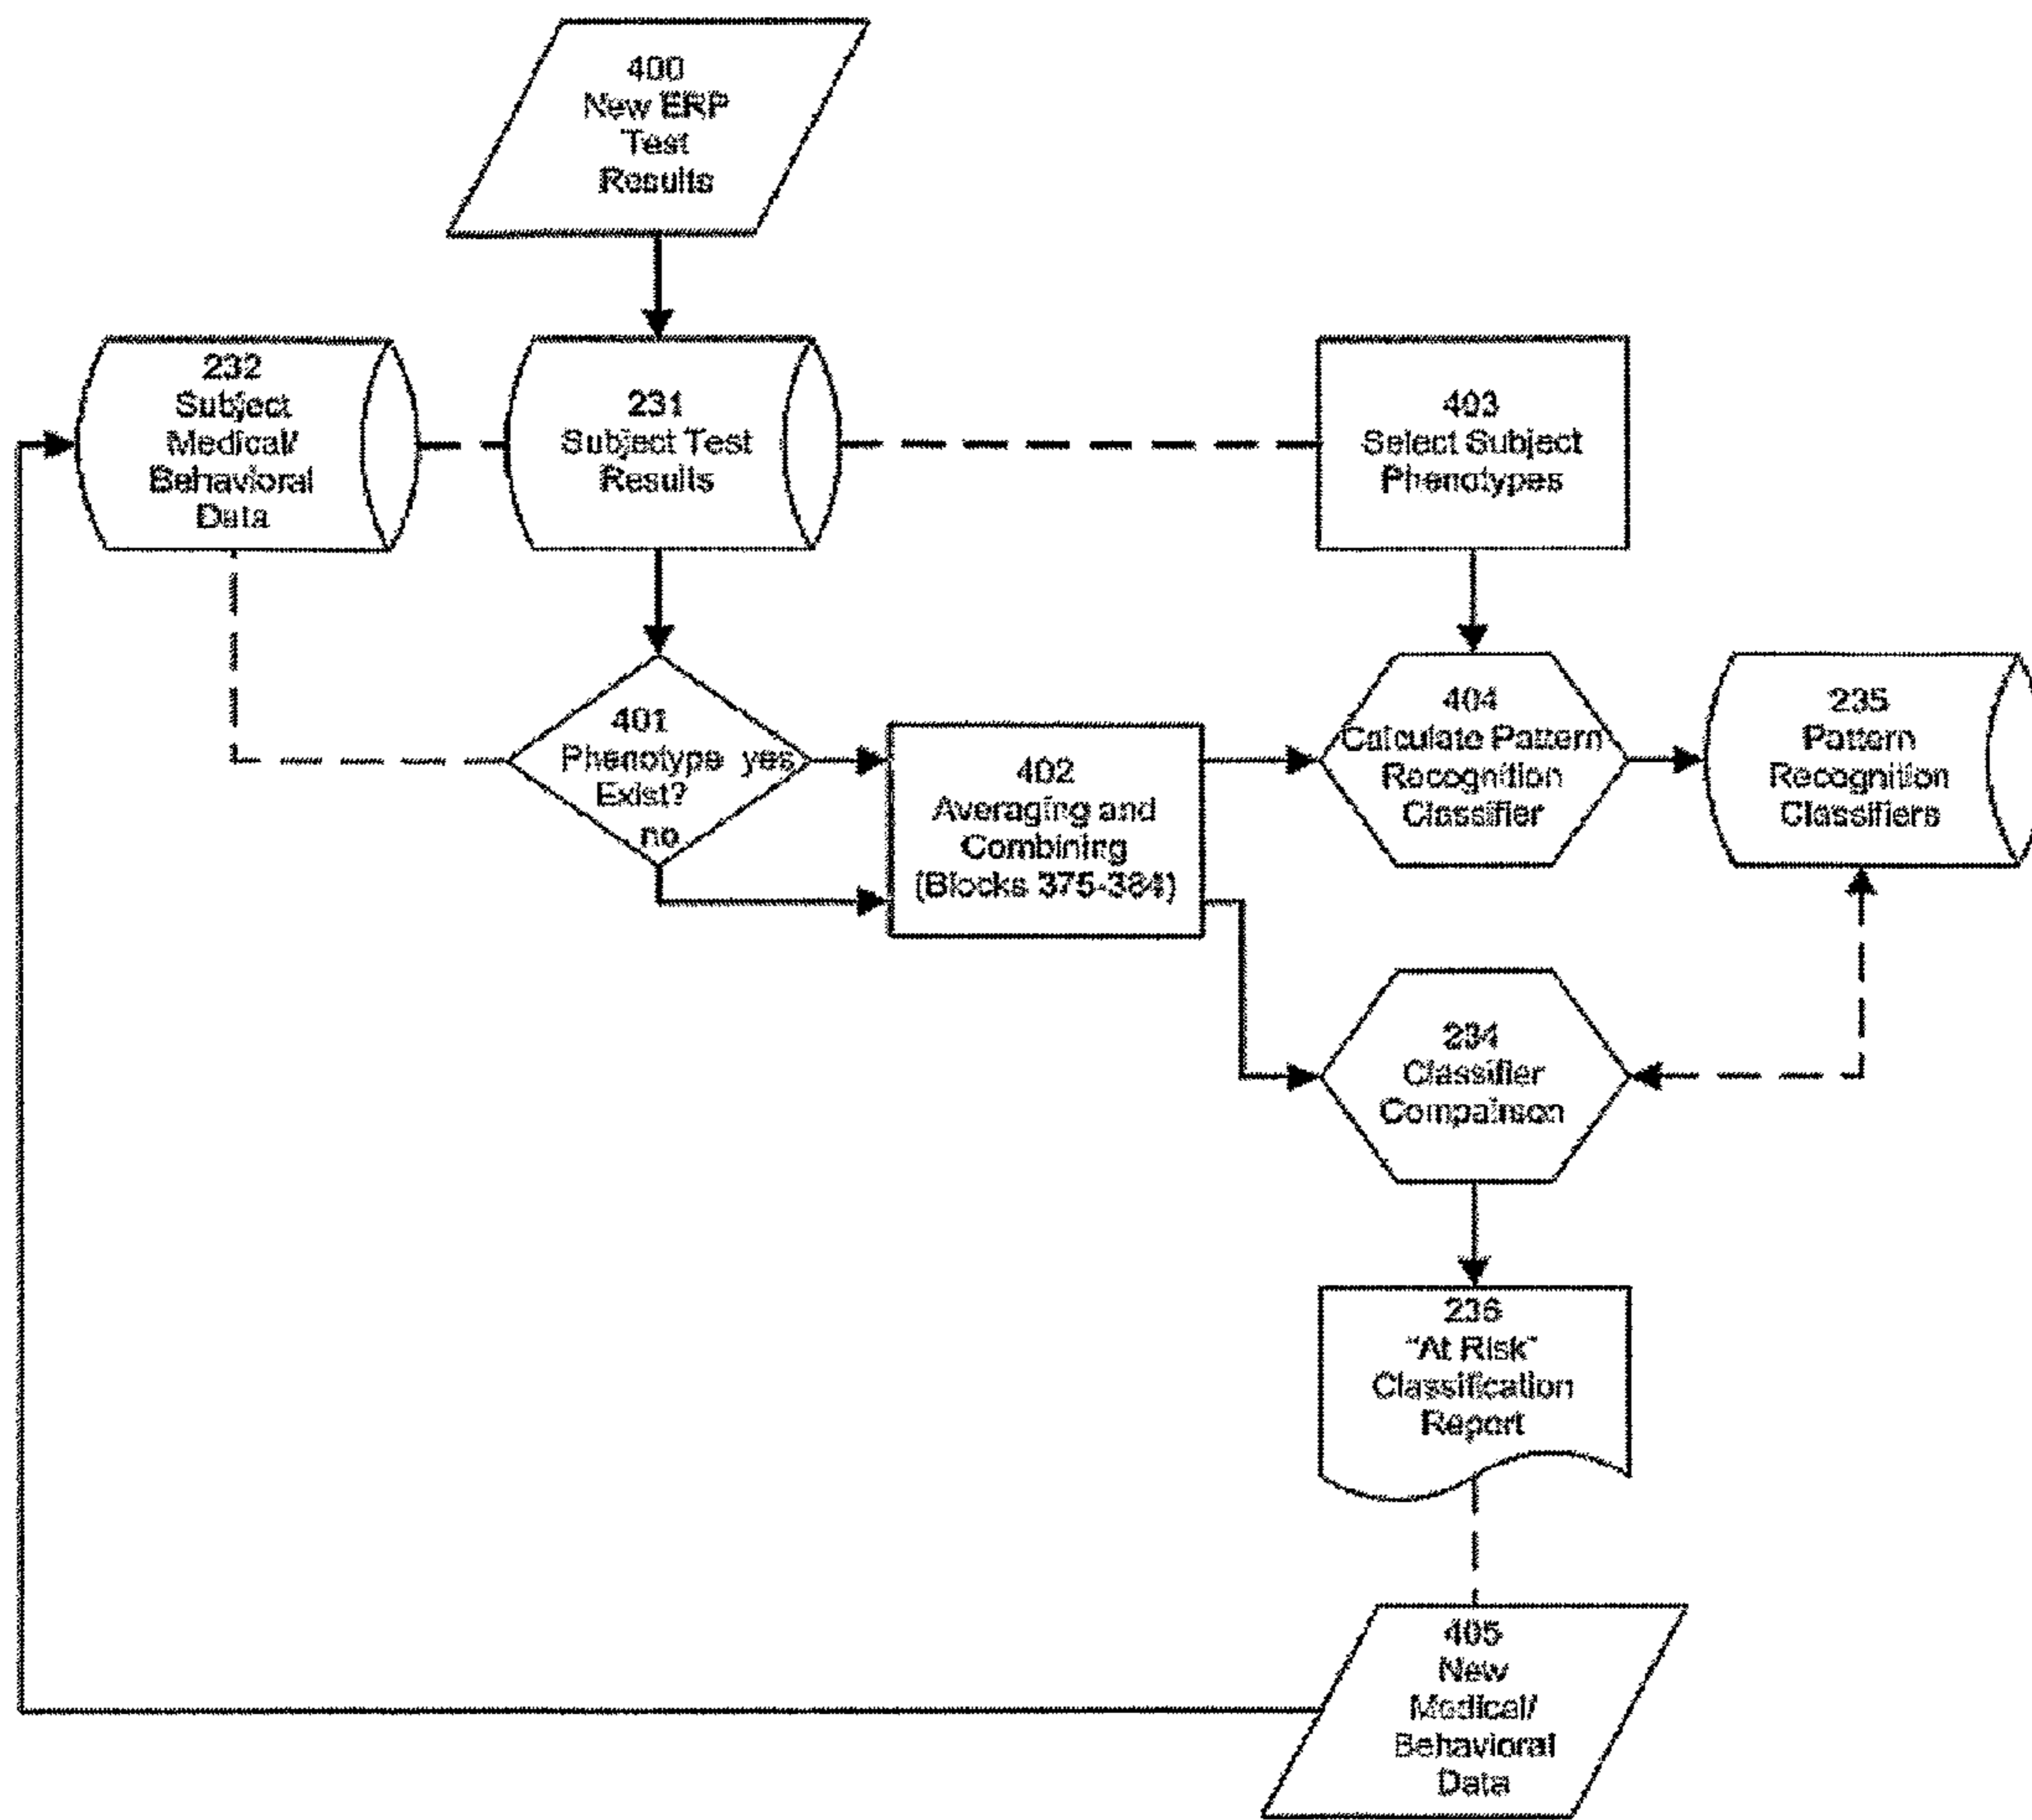 400
New ERP
Test
Results
232
Subject
Medical/
Behavioral
Data
231
Subject Test
Results
403
Select Subject
Phenotypes
401
Phenotype yes
Exist?
no
402
Averaging and
Combining
(Blocks 375-384)
404
Calculate Pattern
Recognition
Classifier
235
Pattern
Recognition
Classifiers
234
Classifier
Compairison
236
"At Risk"
Classification
Report
405
New
Medical/
Behavioral
Data